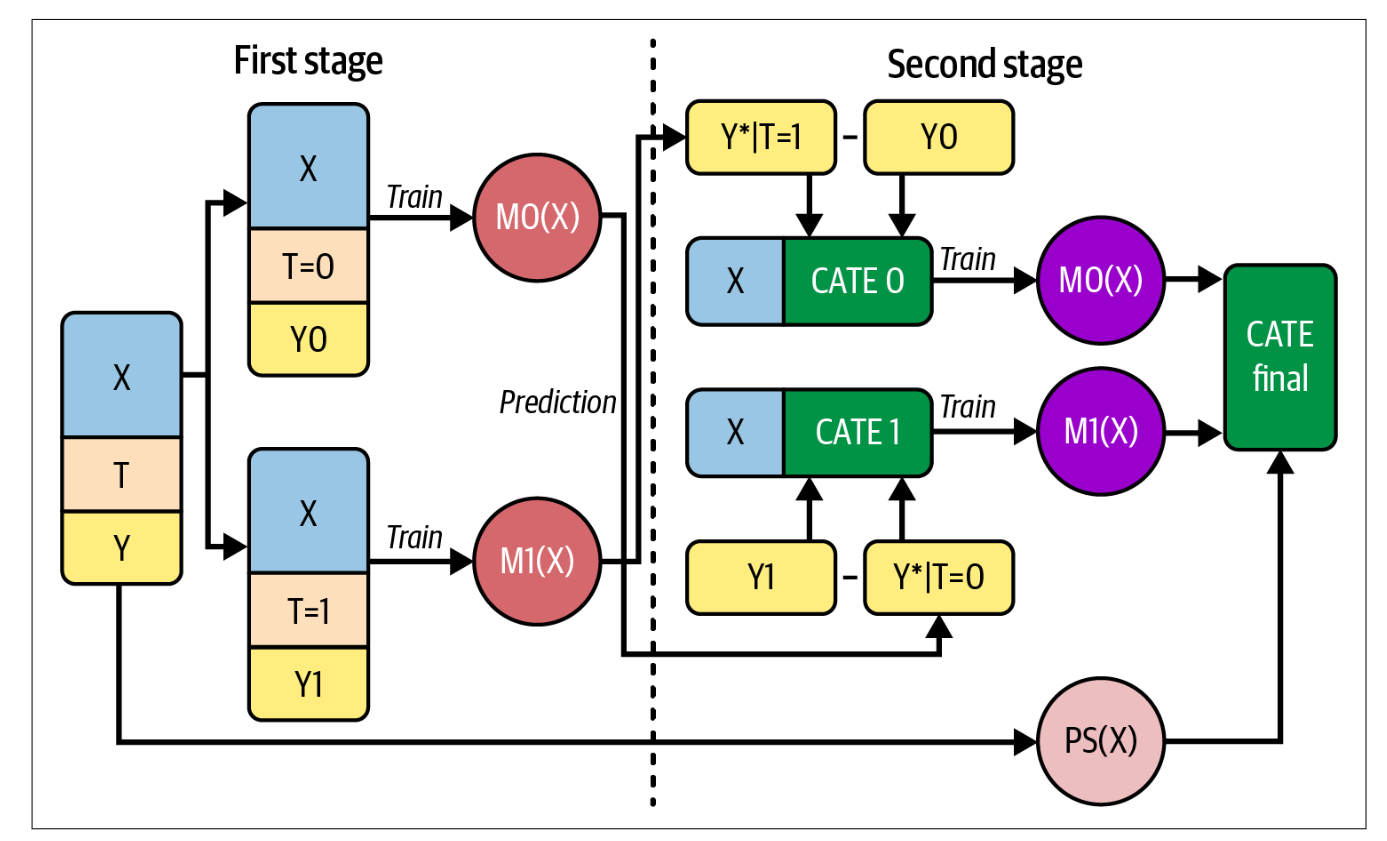 First stage
Second stage
X
T
Y
X
T=0
Y0
Train
M0(X)
X
T=1
Y1
Train
M1(X)
Prediction
Y*|T=1
-
Y0
X
CATE 0
Train
M0(X)
X
CATE 1
Train
M1(X)
Y1
-
Y*|T=0
CATE
final
PS(X)